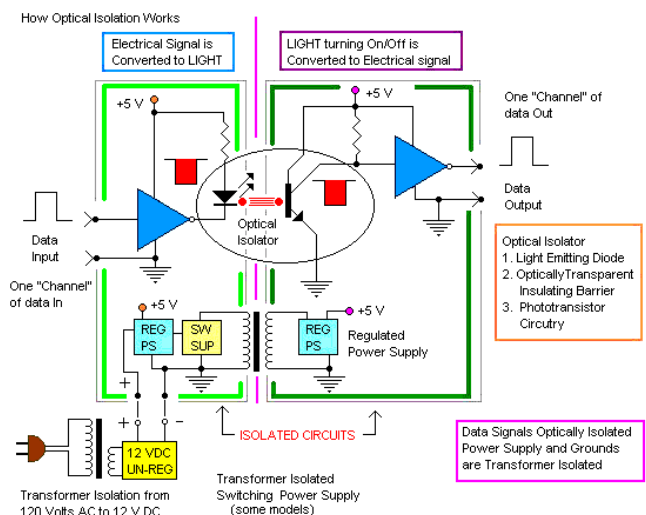 How Optical Isolation Works
Electrical Signal is
Converted to LIGHT
LIGHT turning On/Off is
Converted to Electrical signal
+5 V
+5 V
One "Channel" of
data Out
Data
Input
One "Channel"
of data In
Optical
Isolator
Data
Output
Optical Isolator
1. Light Emitting Diode
2. OpticallyTransparent
Insulating Barrier
3. Phototransistor
Circutry
+5 V
REG
PS
SW
SUP
+5 V
REG
PS
Regulated
Power Supply
+
+
-
ISOLATED CIRCUITS
12 VDC
UN-REG
Data Signals Optically Isolated
Power Supply and Grounds
are Transformer Isolated
Transformer Isolation from
120 Volts AC to 12 V DC
Transformer Isolated
Switching Power Supply
(some models)